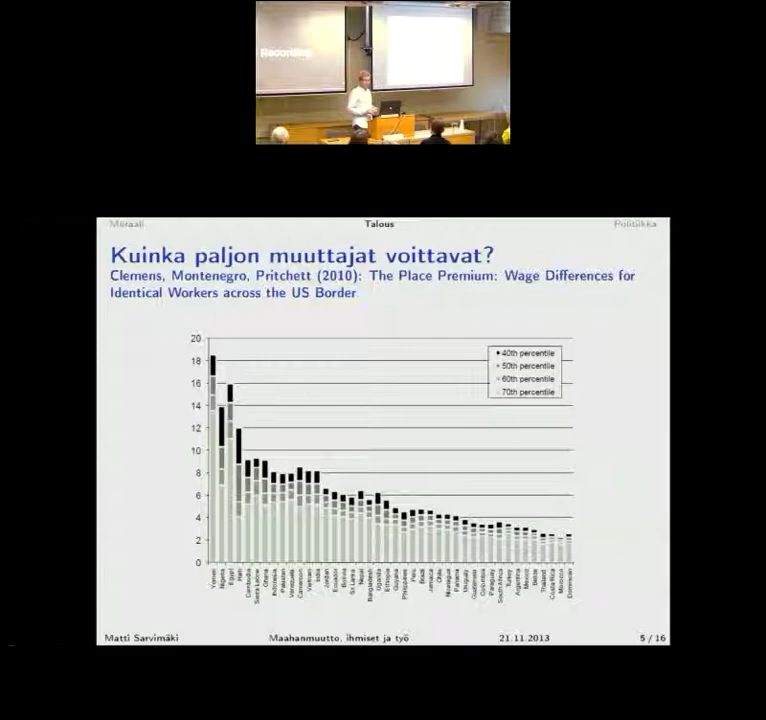 Recording
Moraali
Talous
Politiikka
Kuinka paljon muuttajat voittavat?
Clemens, Montenegro, Pritchett (2010): The Place Premium: Wage Differences for
Identical Workers across the US Border
20
18
16
14
12
10
8
6
4
2
0
40th percentile
50th percentile
60th percentile
70th percentile
Yemen
Nigeria
Egypt
Haiti
Cambodia
Sierra Leone
Ghana
Indonesia
Pakistan
Venezuela
Cameroon
Vietnam
India
Jordan
Ecuador
Bolivia
Sri Lanka
Nepal
Bangladesh
Uganda
Ethiopia
Guyana
Philippines
Peru
Brazil
Jamaica
Chile
Nicaragua
Panama
Uruguay
Guatemala
Colombia
Paraguay
South Africa
Turkey
Argentina
Mexico
Belize
Thailand
Costa Rica
Morocco
Dominican
Matti Sarvimäki
Maahanmuutto, ihmiset ja työ
21.11.2013
5 / 16